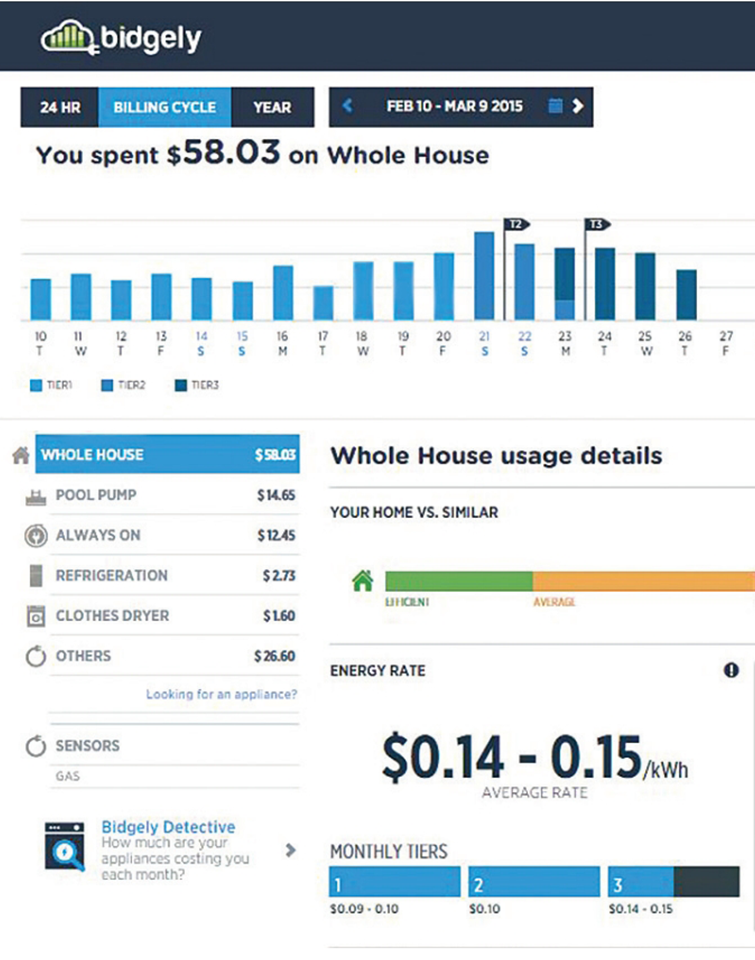 bidgely
24 HR BILLING CYCLE YEAR FEB 10 - MAR 9 2015
You spent $58.03 on Whole House
T2 T3
10 11 12 13 14 15 16 17 18 19 20 21 22 23 24 25 26 27
T W T F S S M T W T F S S M T W T F
TIER1 TIER2 TIER3
WHOLE HOUSE $58.03
POOL PUMP $14.65
ALWAYS ON $12.45
REFRIGERATION $2.73
CLOTHES DRYER $1.60
OTHERS $26.60
Looking for an appliance?
SENSORS
GAS
Bidgely Detective
How much are your
appliances costing you
each month?
Whole House usage details
YOUR HOME VS. SIMILAR
EFFICIENT AVERAGE
ENERGY RATE
$0.14 - 0.15/kWh
AVERAGE RATE
MONTHLY TIERS
1 2 3
$0.09 - 0.10 $0.10 $0.14 - 0.15